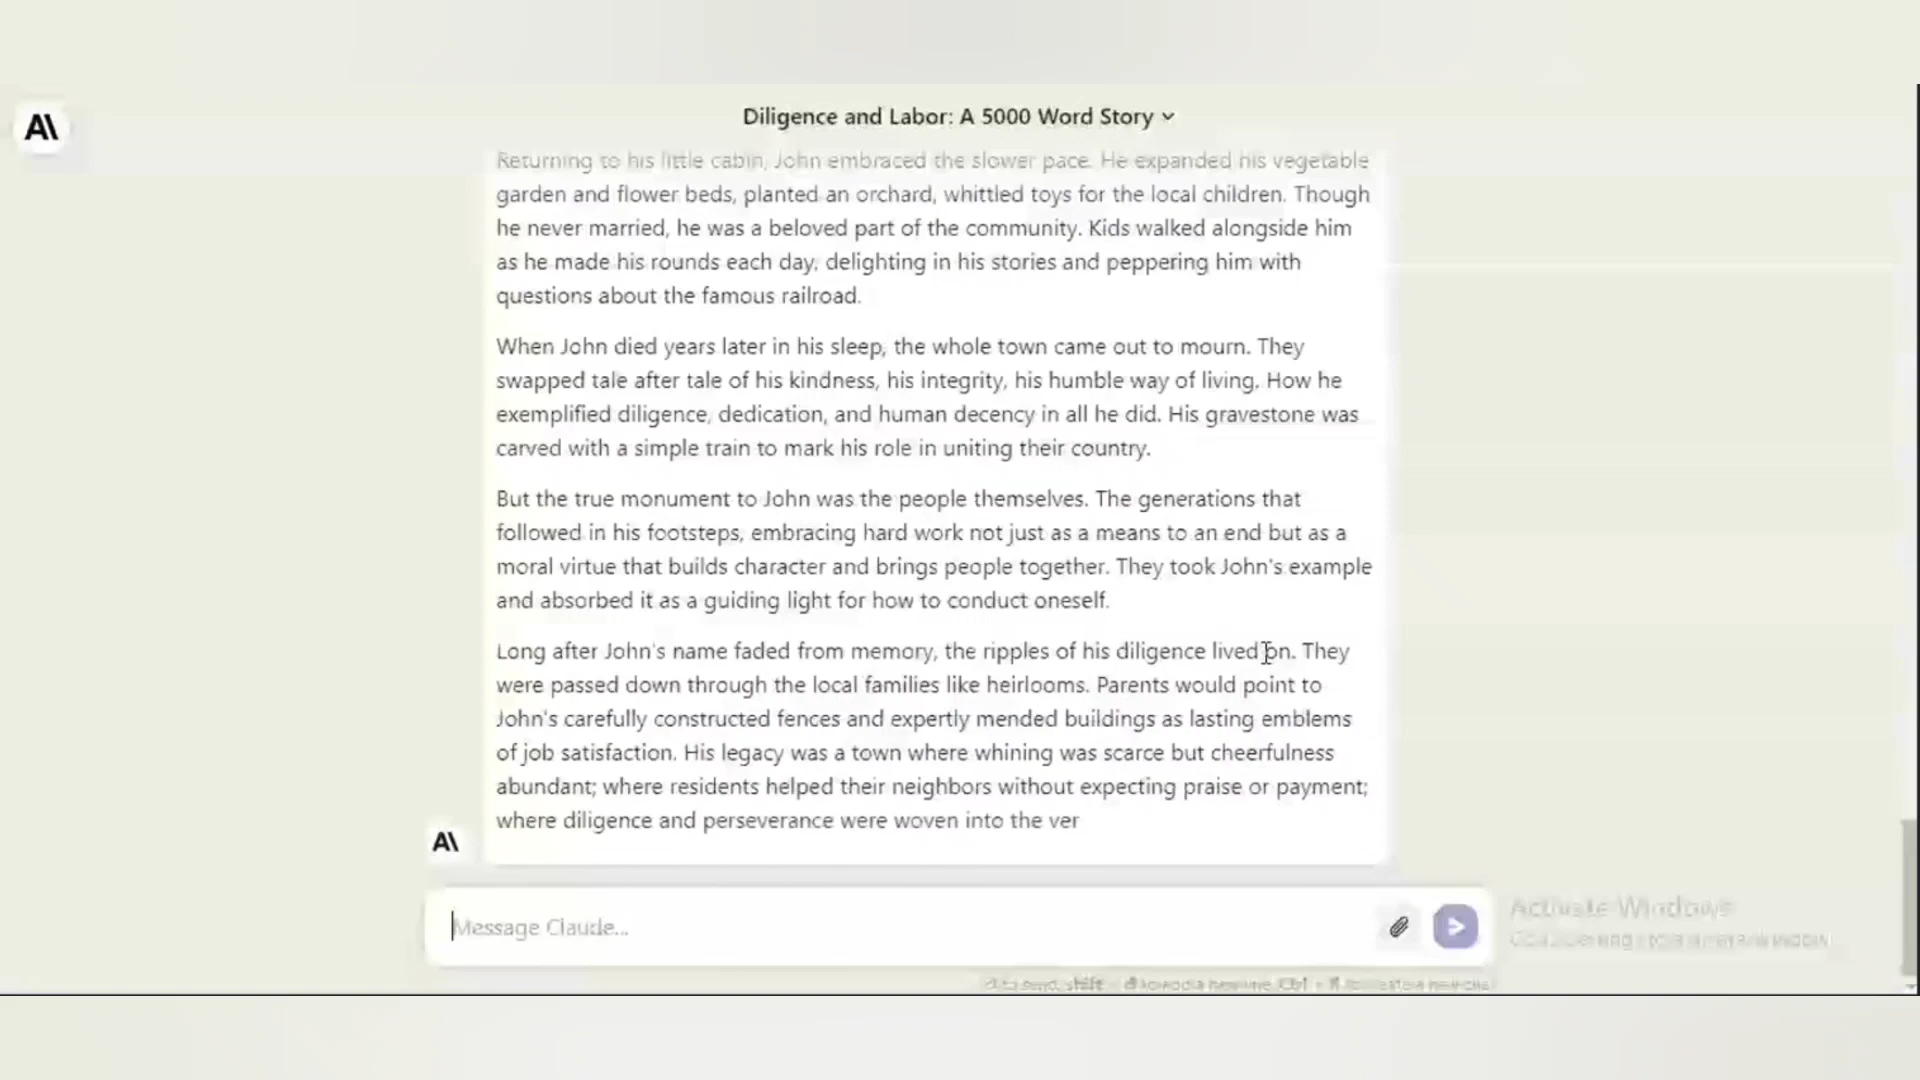 A\
Diligence and Labor: A 5000 Word Story
Returning to his little cabin, John embraced the slower pace. He expanded his vegetable
garden and flower beds, planted an orchard, whittled toys for the local children. Though
he never married, he was a beloved part of the community. Kids walked alongside him
as he made his rounds each day, delighting in his stories and peppering him with
questions about the famous railroad.
When John died years later in his sleep, the whole town came out to mourn. They
swapped tale after tale of his kindness, his integrity, his humble way of living. How he
exemplified diligence, dedication, and human decency in all he did. His gravestone was
carved with a simple train to mark his role in uniting their country.
But the true monument to John was the people themselves. The generations that
followed in his footsteps, embracing hard work not just as a means to an end but as a
moral virtue that builds character and brings people together. They took John's example
and absorbed it as a guiding light for how to conduct oneself.
Long after John's name faded from memory, the ripples of his diligence lived on. They
were passed down through the local families like heirlooms. Parents would point to
John's carefully constructed fences and expertly mended buildings as lasting emblems
of job satisfaction. His legacy was a town where whining was scarce but cheerfulness
abundant; where residents helped their neighbors without expecting praise or payment;
where diligence and perseverance were woven into the ver
A\
Message Claude...
Activate Windows
to send, shift